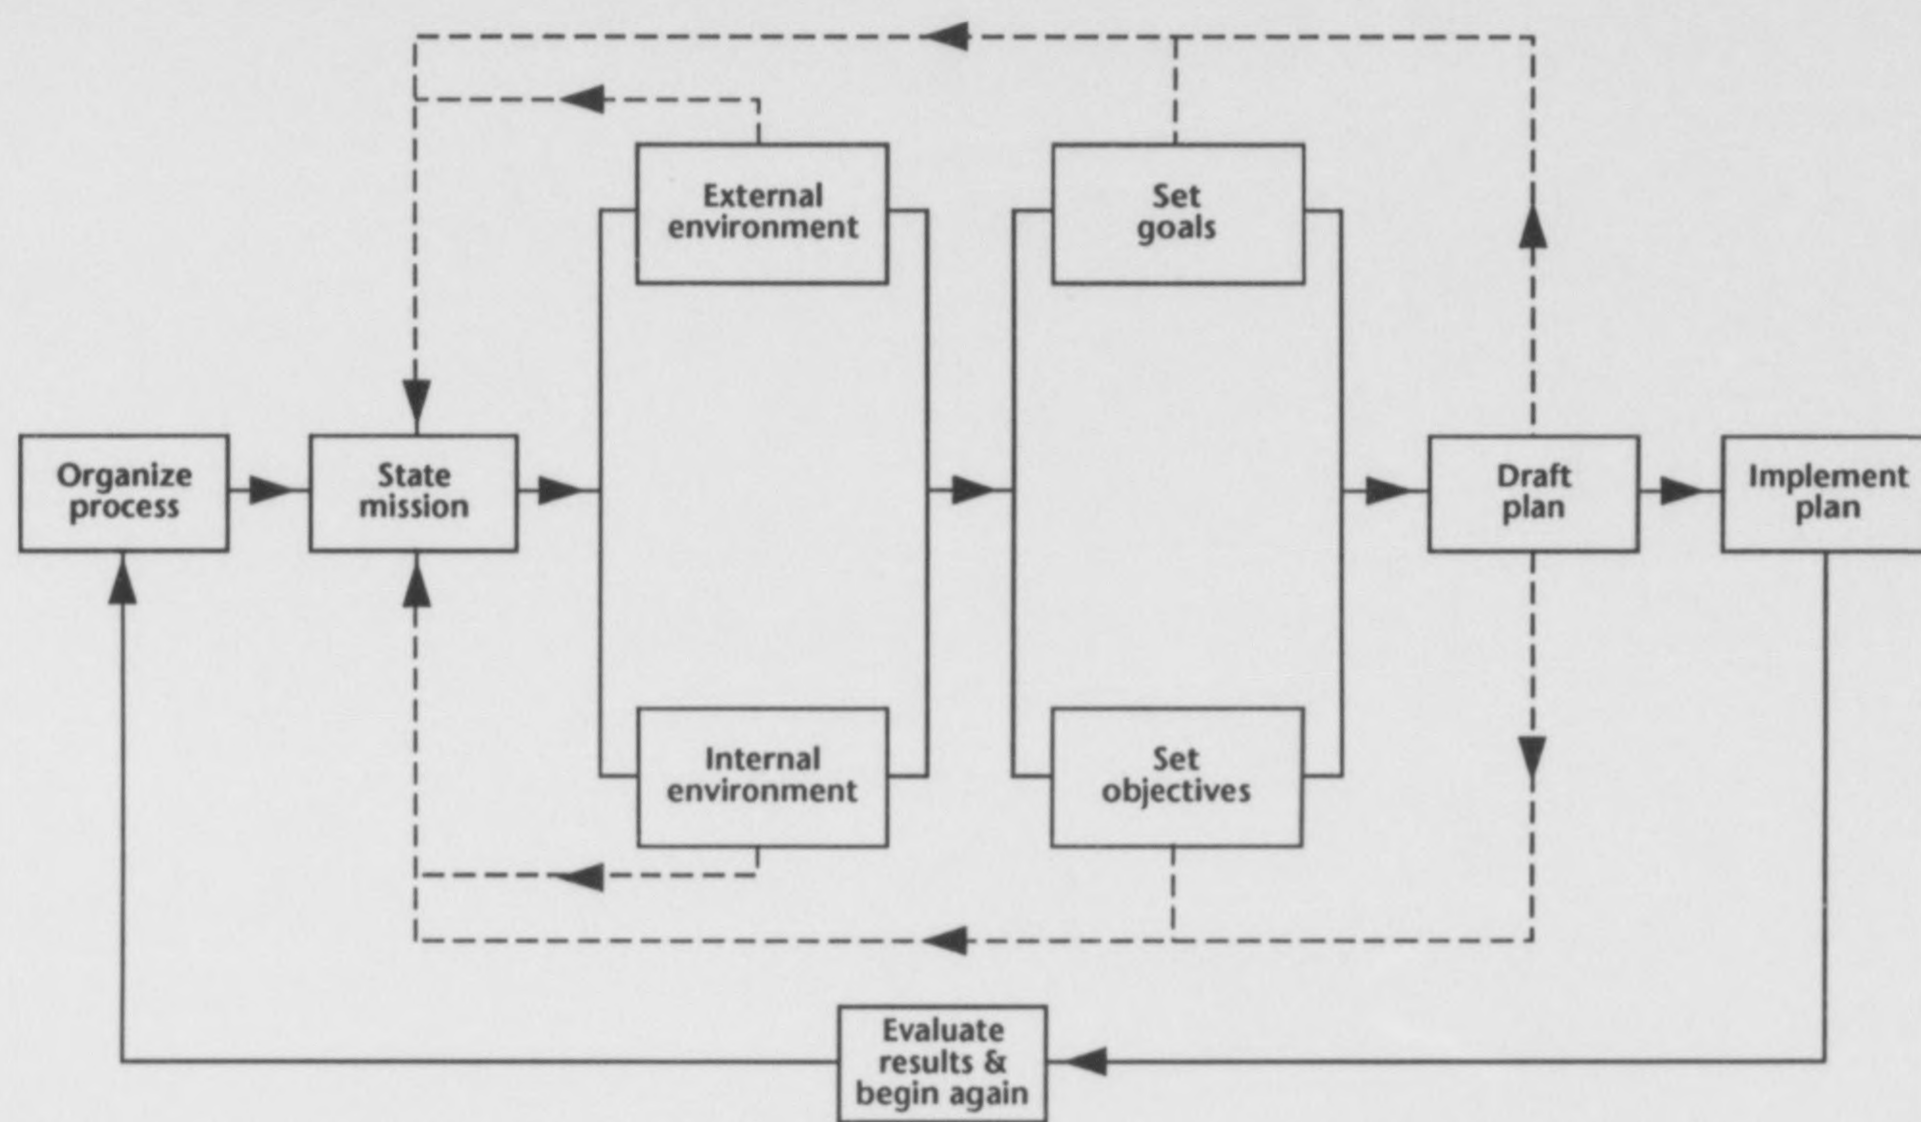 External
environment
Set
goals
Organize
process
State
mission
Draft
plan
Implement
plan
Internal
environment
Set
objectives
Evaluate
results &
begin again